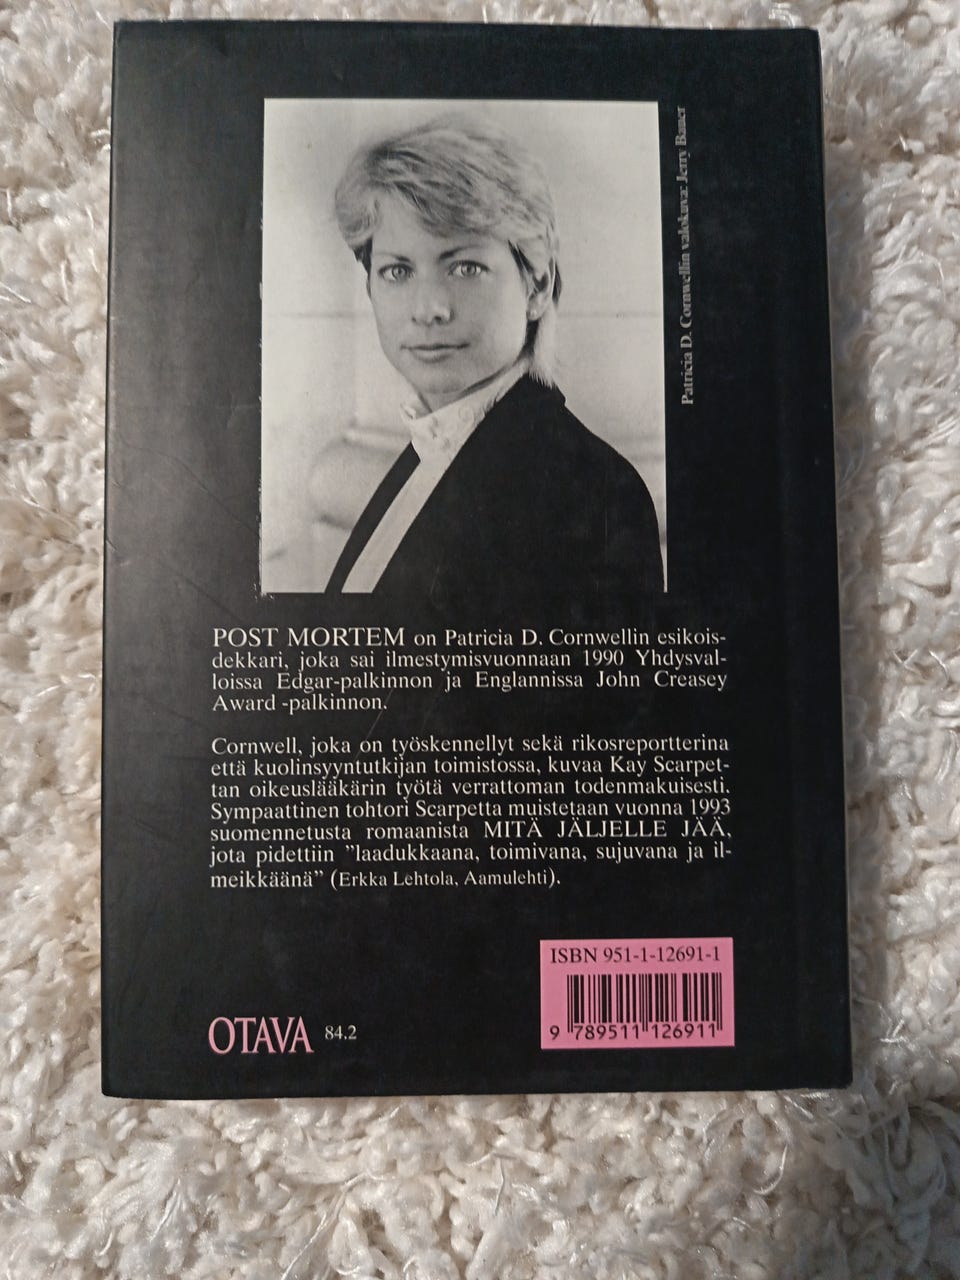 Patricia D. Cornwellin valokuva: Jerry Bauer
POST MORTEM on Patricia D. Cornwellin esikois-
dekkari, joka sai ilmestymisvuonnaan 1990 Yhdysval-
loissa Edgar-palkinnon ja Englannissa John Creasey
Award -palkinnon.
Cornwell, joka on työskennellyt sekä rikosreportterina
että kuolinsyyntutkijan toimistossa, kuvaa Kay Scarpet-
tan oikeuslääkärin työtä verrattoman todenmakuisesti.
Sympaattinen tohtori Scarpetta muistetaan vuonna 1993
suomennetusta romaanista MITÄ JÄLJELLE JÄÄ,
jota pidettiin ”laadukkaana, toimivana, sujuvana ja il-
meikkäänä” (Erkka Lehtola, Aamulehti).
ISBN 951-1-12691-1
9 789511 126911
OTAVA 84.2